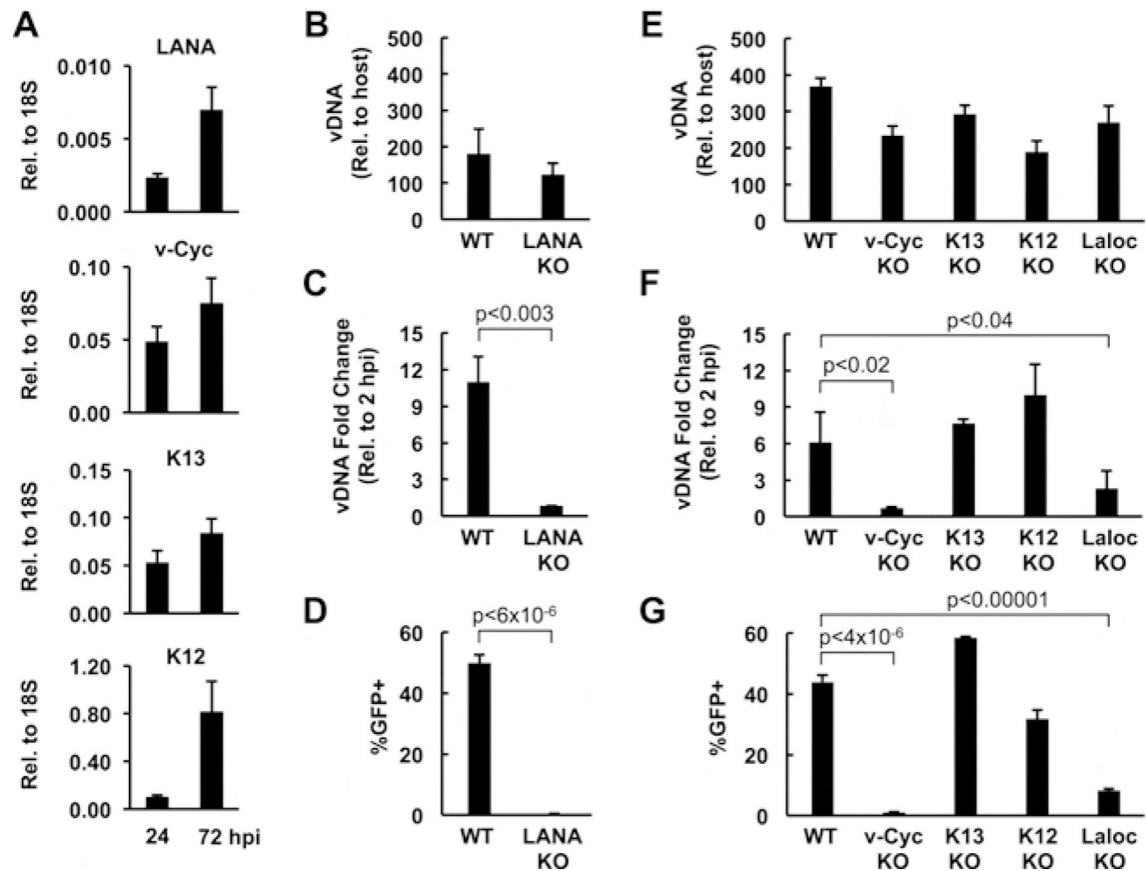 A
LANA
Rel. to 18S
0.010
0.005
0.000
v-Cyc
Rel. to 18S
0.10
0.05
0.00
K13
Rel. to 18S
0.15
0.10
0.05
0.00
K12
Rel. to 18S
1.20
0.80
0.40
0.00
24 72 hpi
B
vDNA
(Rel. to host)
500
400
300
200
100
0
WT LANA
KO
C
vDNA Fold Change
(Rel. to 2 hpi)
p<0.003
15
12
9
6
3
0
WT LANA
KO
D
%GFP+
p<6x10⁻⁶
60
40
20
0
WT LANA
KO
E
vDNA
(Rel. to host)
500
400
300
200
100
0
WT v-Cyc K13 K12 Laloc
KO KO KO KO
F
vDNA Fold Change
(Rel. to 2 hpi)
p<0.04
p<0.02
15
12
9
6
3
0
WT v-Cyc K13 K12 Laloc
KO KO KO KO
G
%GFP+
p<0.00001
p<4x10⁻⁶
60
40
20
0
WT v-Cyc K13 K12 Laloc
KO KO KO KO